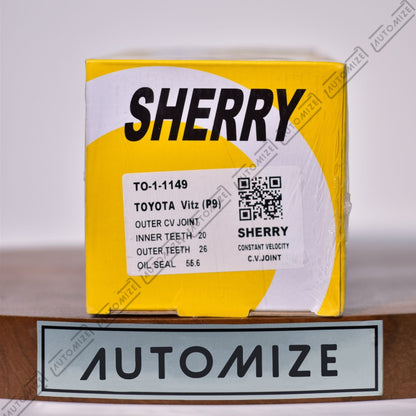 SHERRY
TO-1-1149
TOYOTA Vitz (P9)
OUTER CV JOINT
INNER TEETH 20
OUTER TEETH 26
OIL SEAL 56.6
SHERRY
CONSTANT VELOCITY
C.V.JOINT
AUTOMIZE